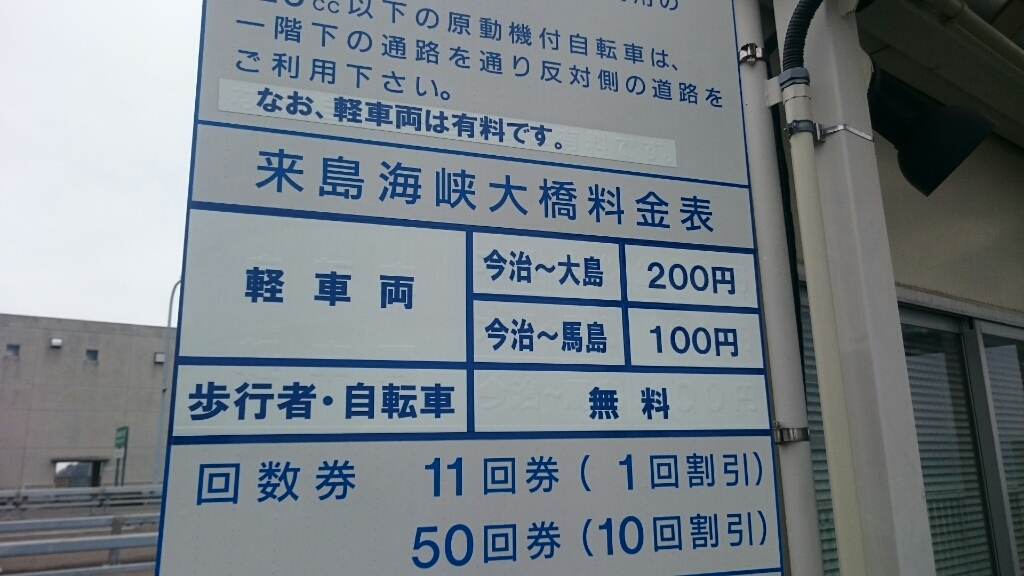 cc以下の原動機付自転車は、
一階下の通路を通り反対側の道路を
ご利用下さい。
なお、軽車両は有料です。
来島海峡大橋料金表
軽車両
今治～大島 200円
今治～馬島 100円
歩行者・自転車 無料
回数券 11回券(1回割引)
50回券(10回割引)